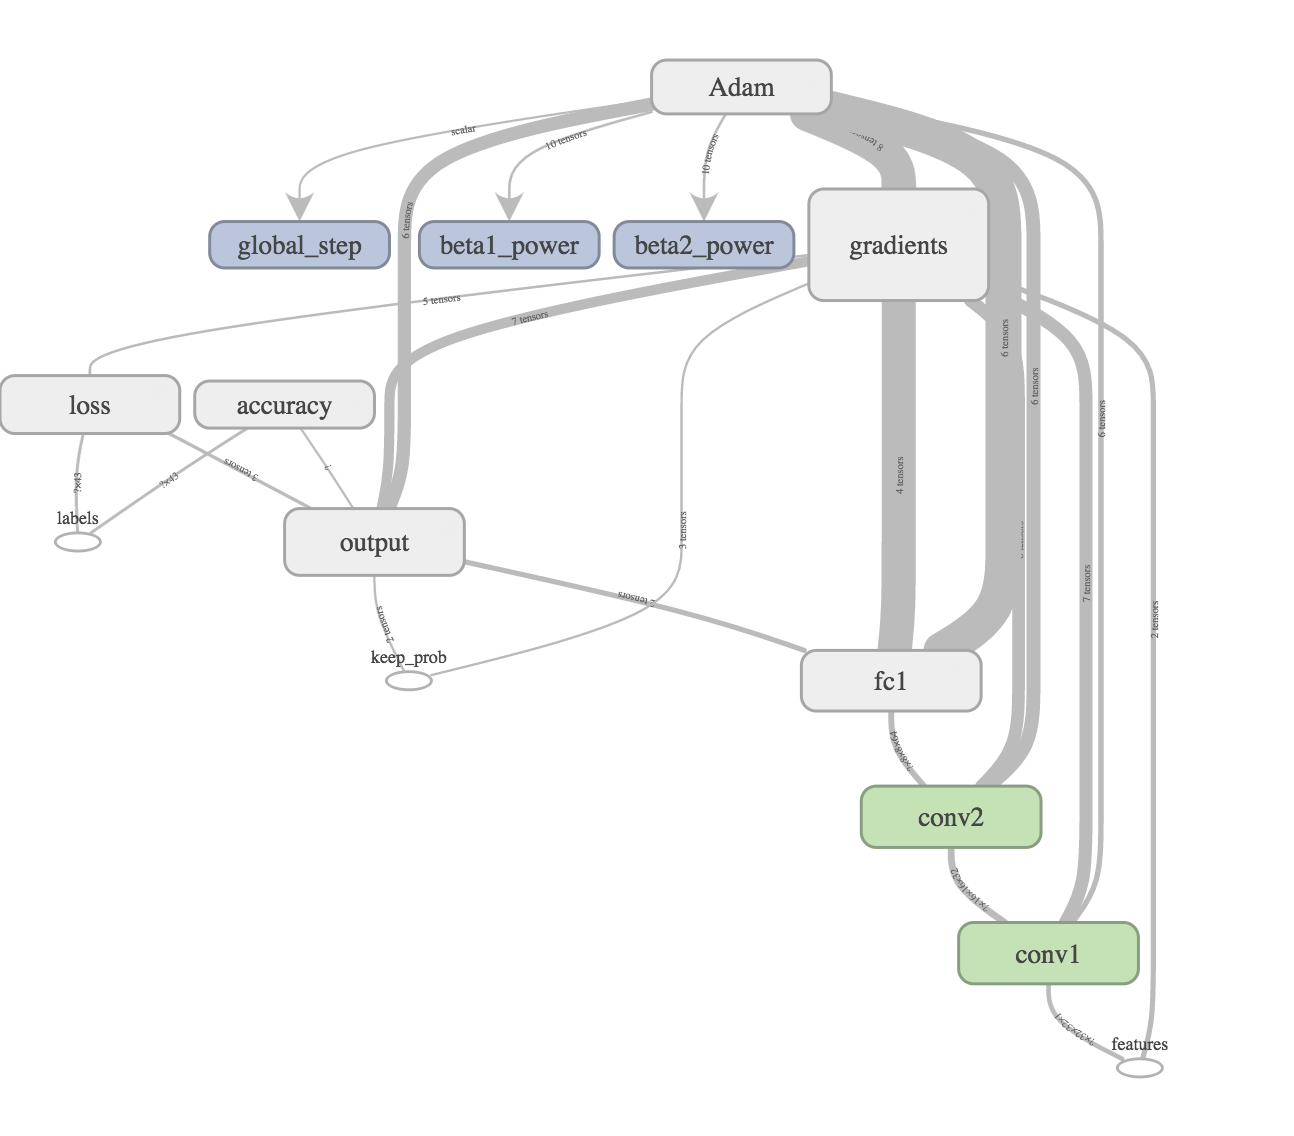 Adam
scalar
10 tensors
10 tensors
8 tensors
6 tensors
global_step
beta1_power
beta2_power
gradients
5 tensors
7 tensors
6 tensors
6 tensors
6 tensors
loss
accuracy
?x43
?x43
3 tensors
?
4 tensors
labels
output
3 tensors
7 tensors
2 tensors
2 tensors
2 tensors
keep_prob
fc1
?x8x8x64
conv2
?x16x16x32
conv1
?x32x32x1
features